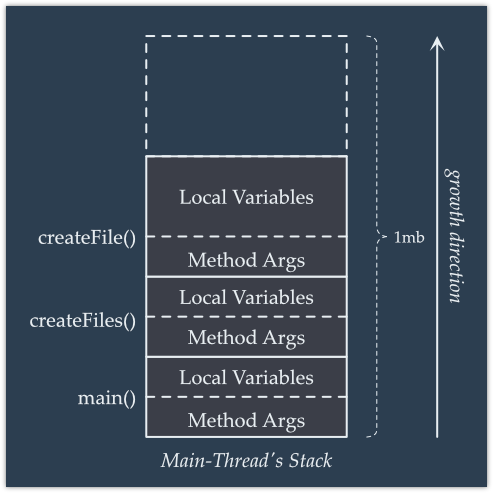 Local Variables
createFile()
Method Args
Local Variables
createFiles()
Method Args
Local Variables
main()
Method Args
1mb
growth direction
Main-Thread's Stack